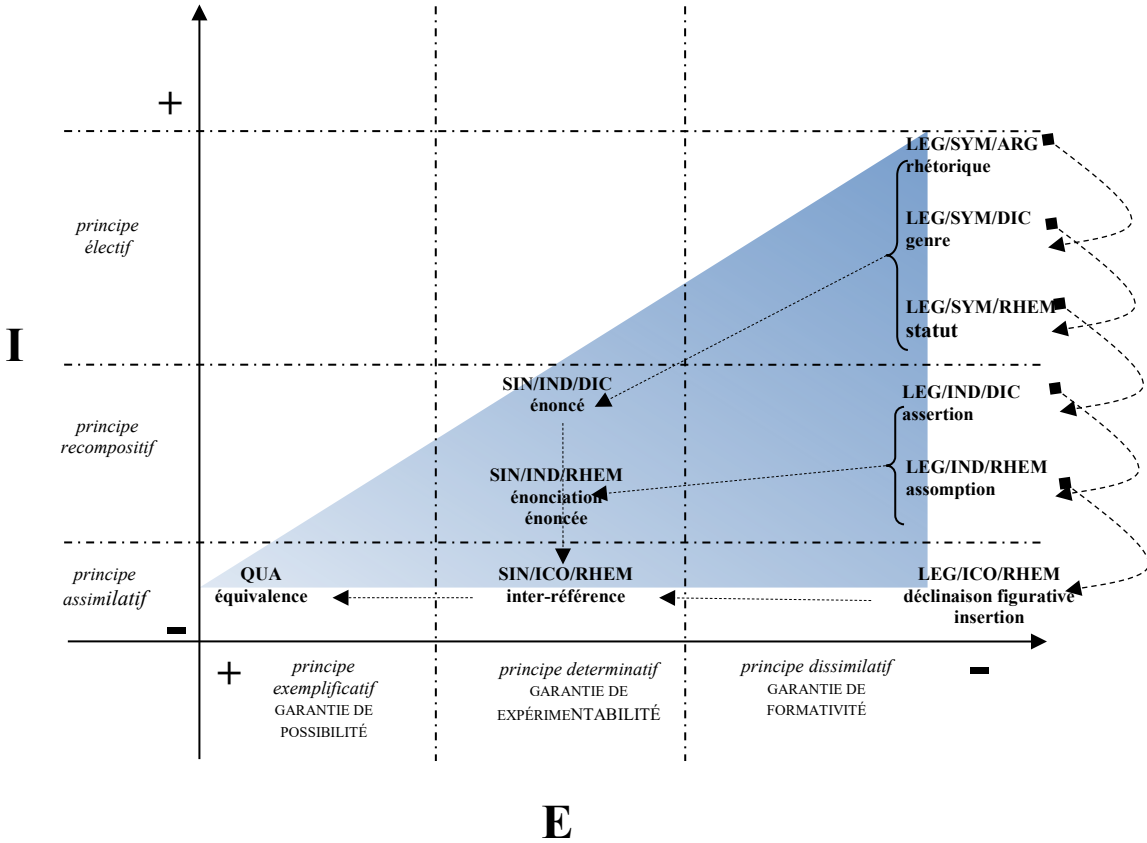 +
LEG/SYM/ARG
rhétorique
principe
électif
LEG/SYM/DIC
genre
LEG/SYM/RHEM
statut
I
SIN/IND/DIC
énoncé
LEG/IND/DIC
assertion
principe
recompositif
SIN/IND/RHEM
énonciation
énoncée
LEG/IND/RHEM
assomption
principe
assimilatif
QUA
équivalence
SIN/ICO/RHEM
inter-référence
LEG/ICO/RHEM
déclinaison figurative
insertion
-
+
principe
exemplificatif
GARANTIE DE
POSSIBILITÉ
principe determinatif
GARANTIE DE
EXPÉRIMENTABILITÉ
principe dissimilatif
GARANTIE DE
FORMATIVITÉ
-
E